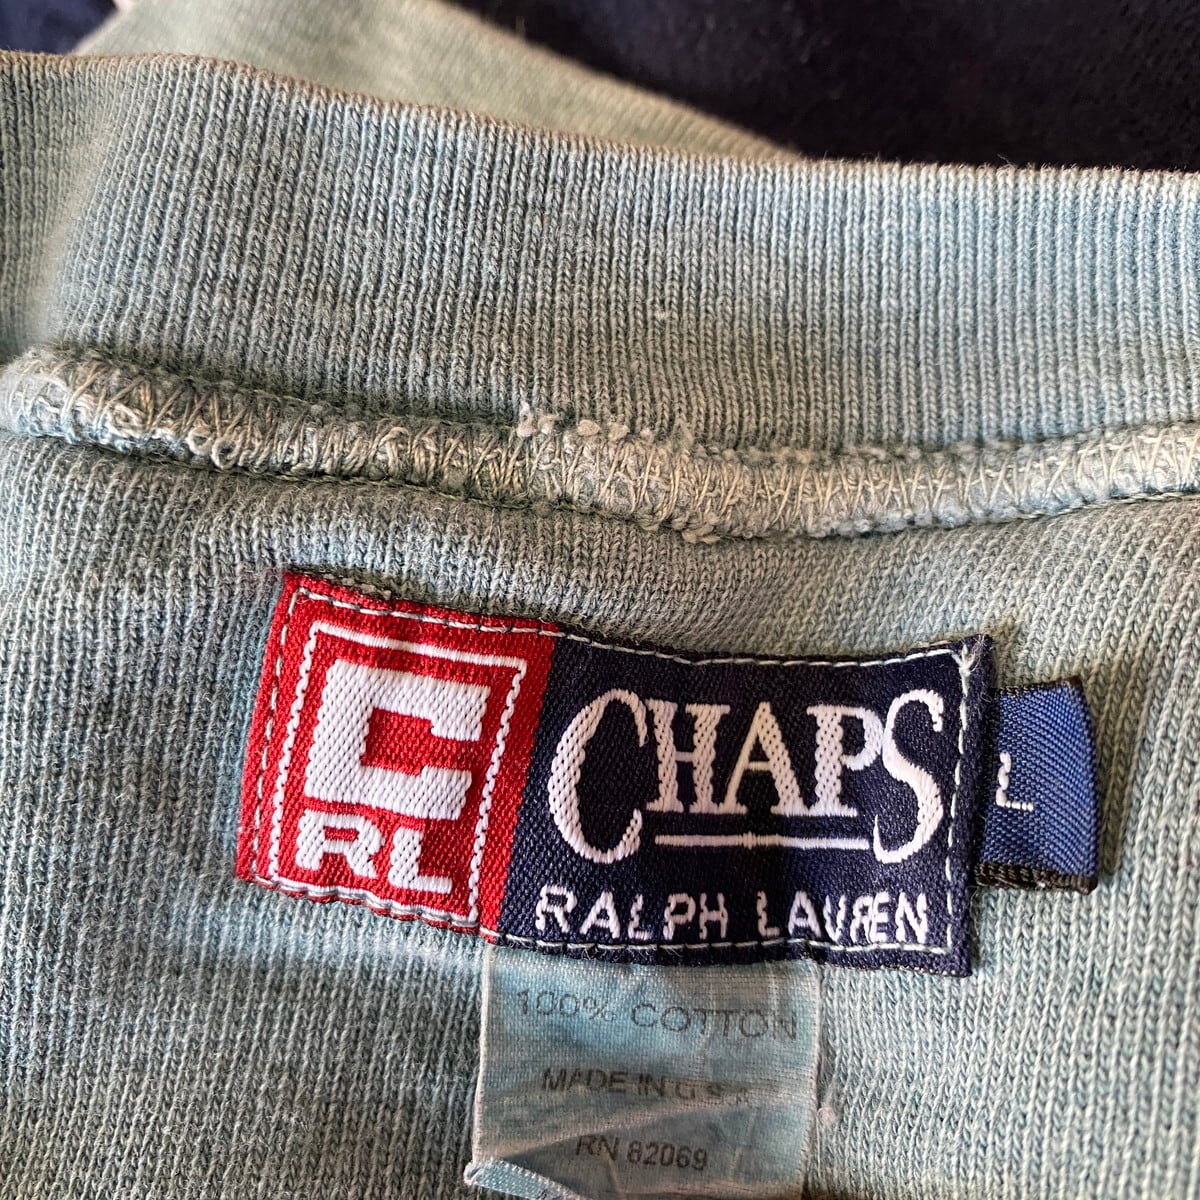 C
RL
CHAPS
RALPH LAUREN
L
100% COTTON
MADE IN U.S.A
RN 82069